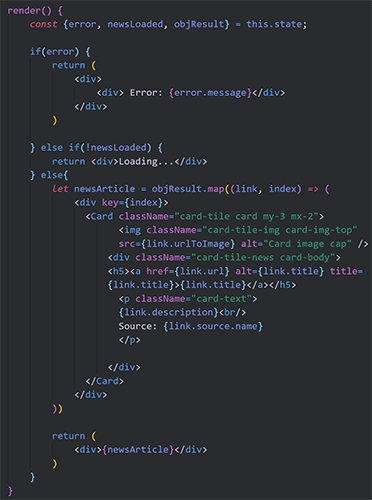 render() {
const {error, newsLoaded, objResult} = this.state;
if(error) {
return (
<div>
<div> Error: {error.message}</div>
</div>
)
} else if(!newsLoaded) {
return <div>Loading...</div>
} else{
let newsArticle = objResult.map((link, index) => (
<div key={index}>
<Card className="card-tile card my-3 mx-2">
<img className="card-tile-img card-img-top"
src={link.urlToImage} alt="Card image cap" />
<div className="card-tile-news card-body">
<h5><a href={link.url} alt={link.title} title=
{link.title}>{link.title}</a></h5>
<p className="card-text">
{link.description}<br/>
Source: {link.source.name}
</p>
</div>
</Card>
</div>
))
return (
<div>{newsArticle}</div>
)
}
}